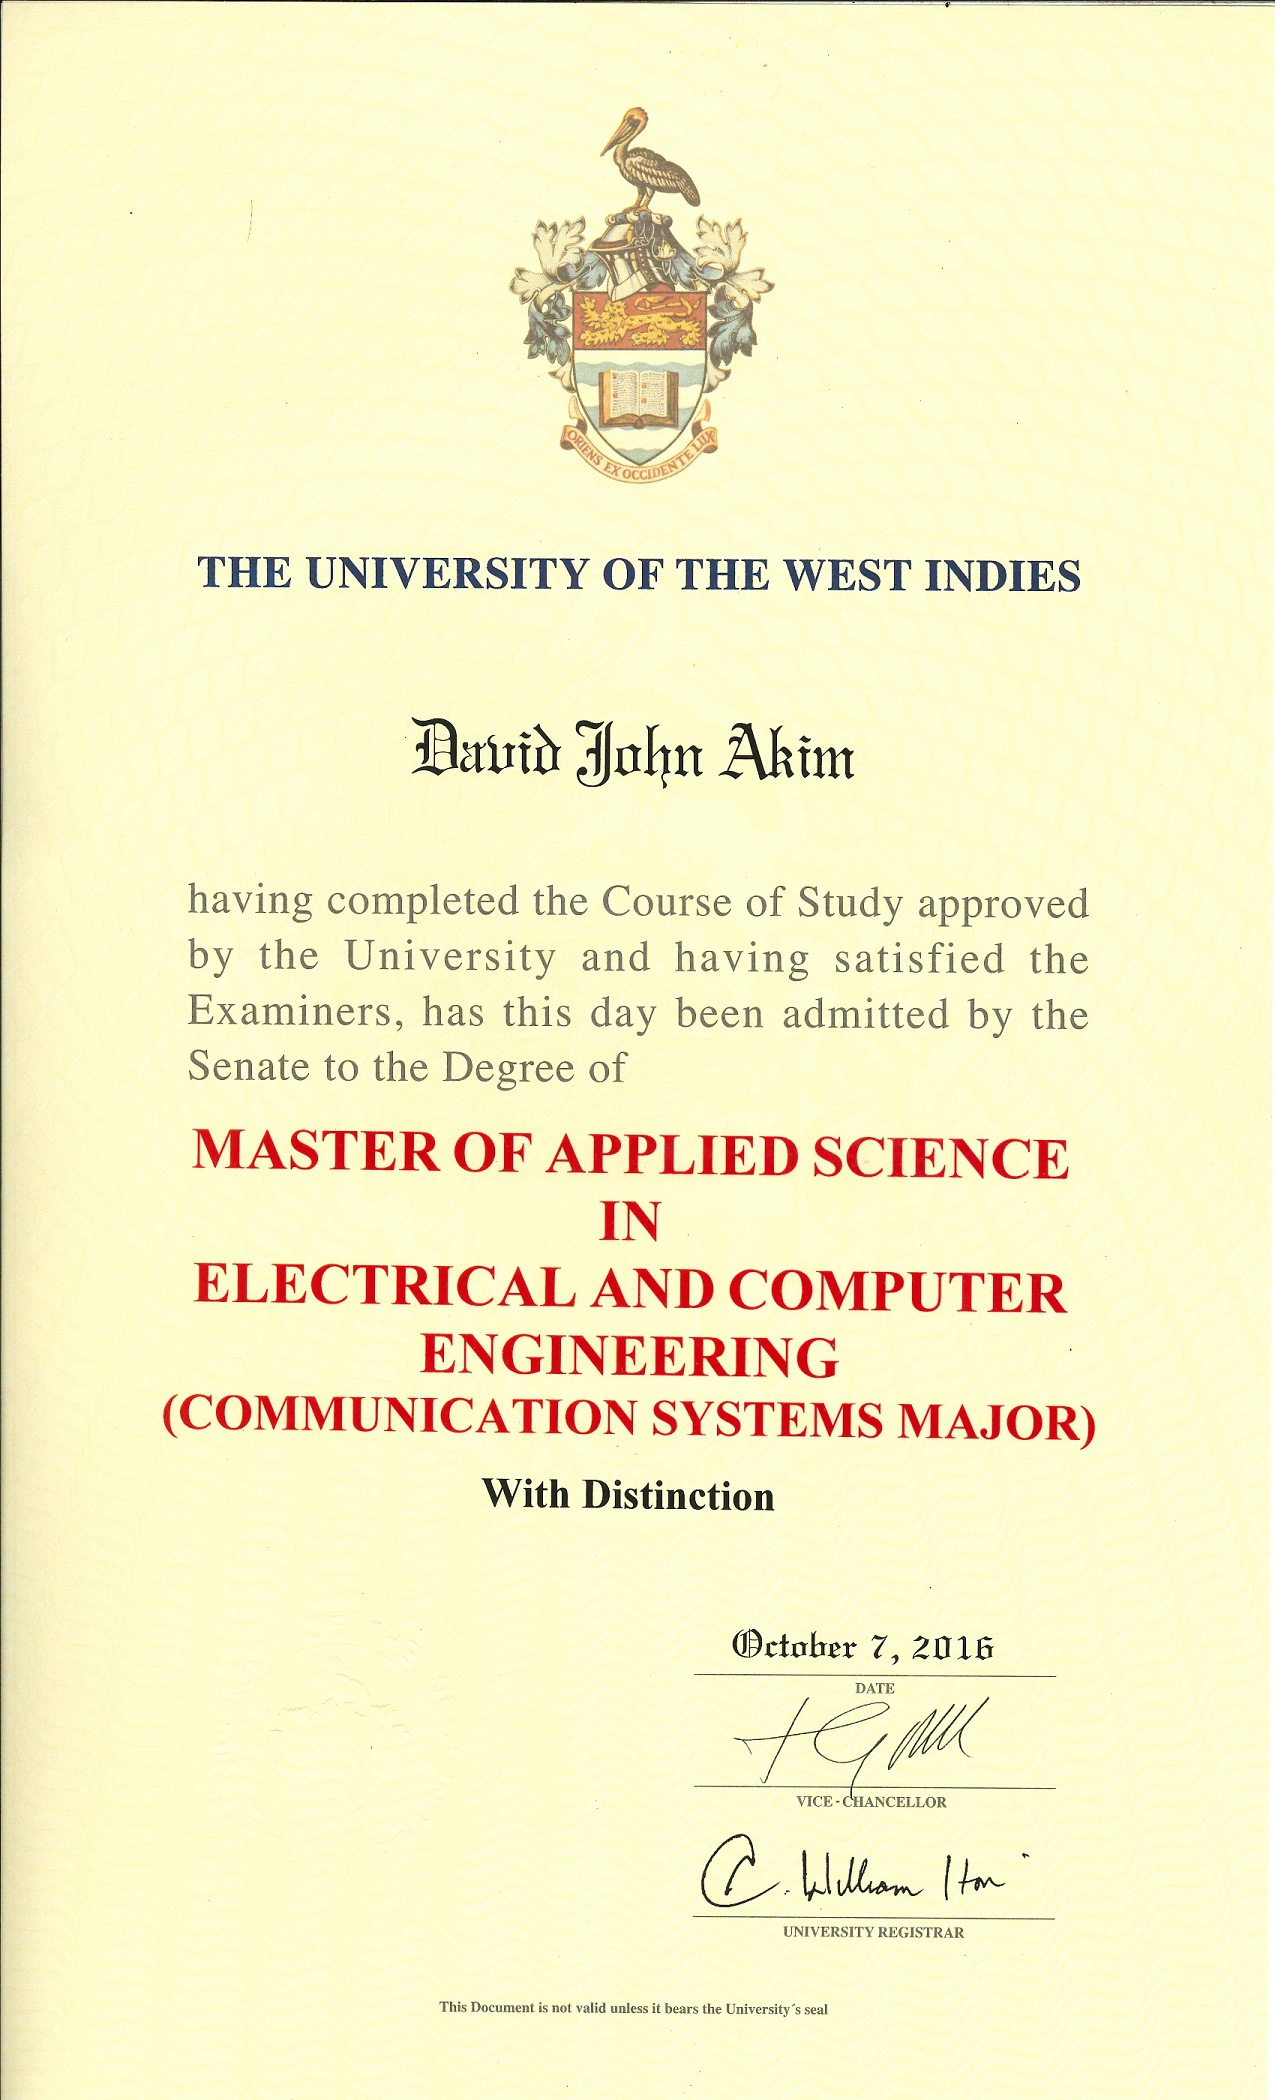 ORIENS EX OCCIDENTE LUX
THE UNIVERSITY OF THE WEST INDIES
David John Akim
having completed the Course of Study approved
by the University and having satisfied the
Examiners, has this day been admitted by the
Senate to the Degree of
MASTER OF APPLIED SCIENCE
IN
ELECTRICAL AND COMPUTER
ENGINEERING
(COMMUNICATION SYSTEMS MAJOR)
With Distinction
October 7, 2016
DATE
VICE-CHANCELLOR
C. William Iton
UNIVERSITY REGISTRAR
This Document is not valid unless it bears the University´s seal